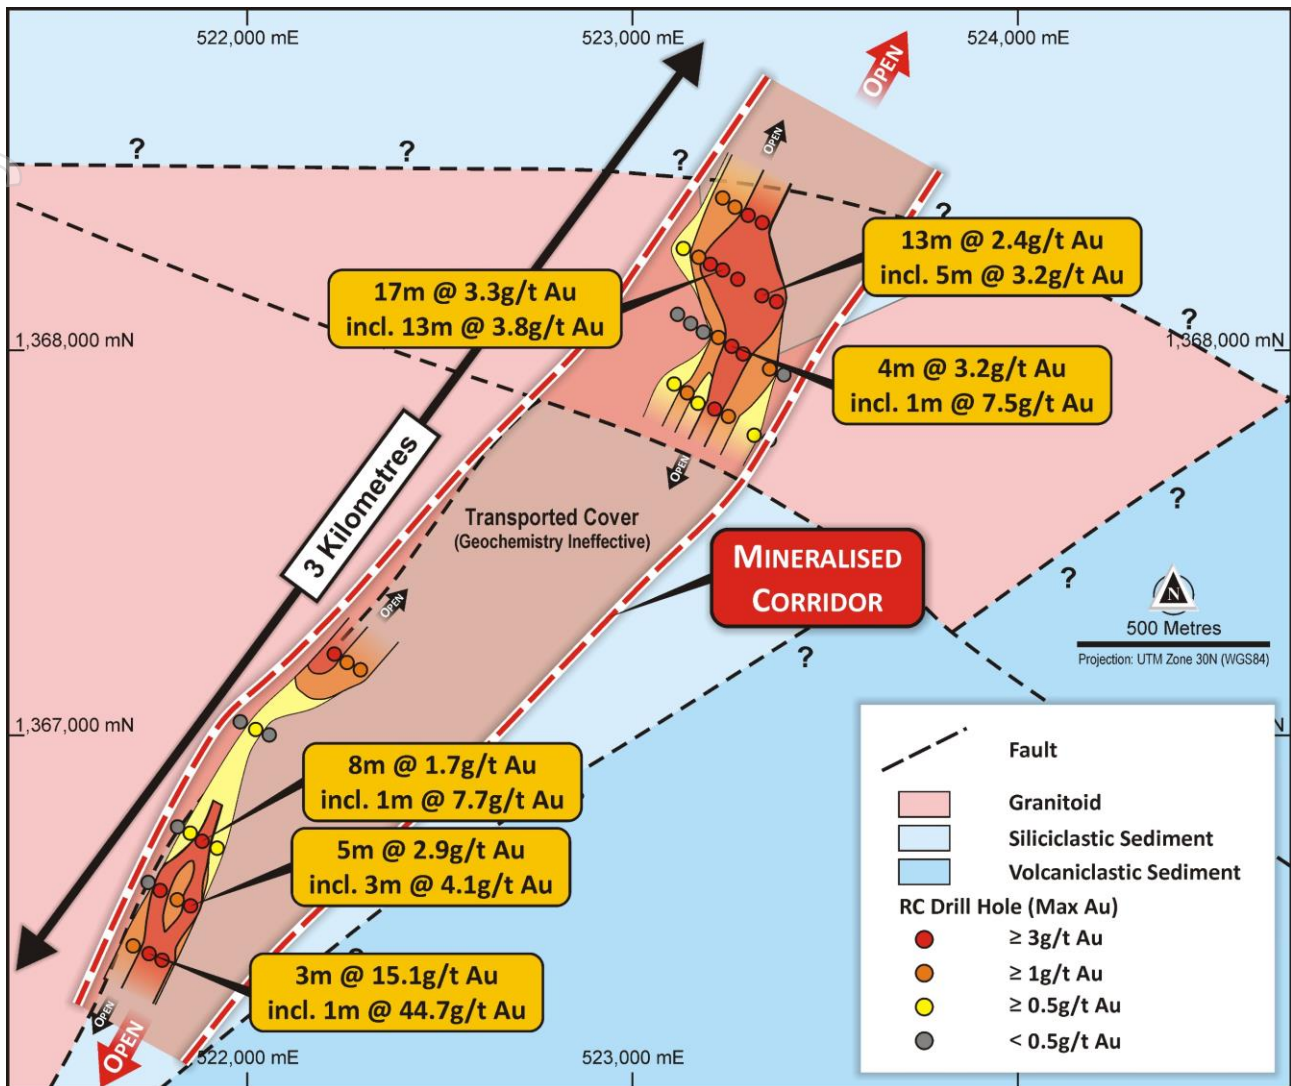 522,000 mE
523,000 mE
524,000 mE
OPEN
OPEN
?
?
?
?
13m @ 2.4g/t Au
incl. 5m @ 3.2g/t Au
17m @ 3.3g/t Au
incl. 13m @ 3.8g/t Au
?
1,368,000 mN
1,368,000 mN
4m @ 3.2g/t Au
incl. 1m @ 7.5g/t Au
3 Kilometres
OPEN
?
Transported Cover
(Geochemistry Ineffective)
MINERALISED
CORRIDOR
?
OPEN
N
500 Metres
Projection: UTM Zone 30N (WGS84)
?
1,367,000 mN
N
8m @ 1.7g/t Au
incl. 1m @ 7.7g/t Au
5m @ 2.9g/t Au
incl. 3m @ 4.1g/t Au
?
3m @ 15.1g/t Au
incl. 1m @ 44.7g/t Au
OPEN
OPEN
522,000 mE
523,000 mE
Fault
Granitoid
Siliciclastic Sediment
Volcaniclastic Sediment
RC Drill Hole (Max Au)
≥ 3g/t Au
≥ 1g/t Au
≥ 0.5g/t Au
< 0.5g/t Au